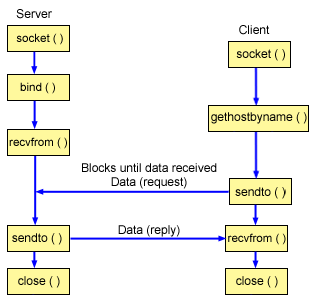 Server
Client
socket ( )
socket ( )
bind ( )
gethostbyname ( )
recvfrom ( )
Blocks until data received
Data (request)
sendto ( )
sendto ( )
Data (reply)
recvfrom ( )
close ( )
close ( )